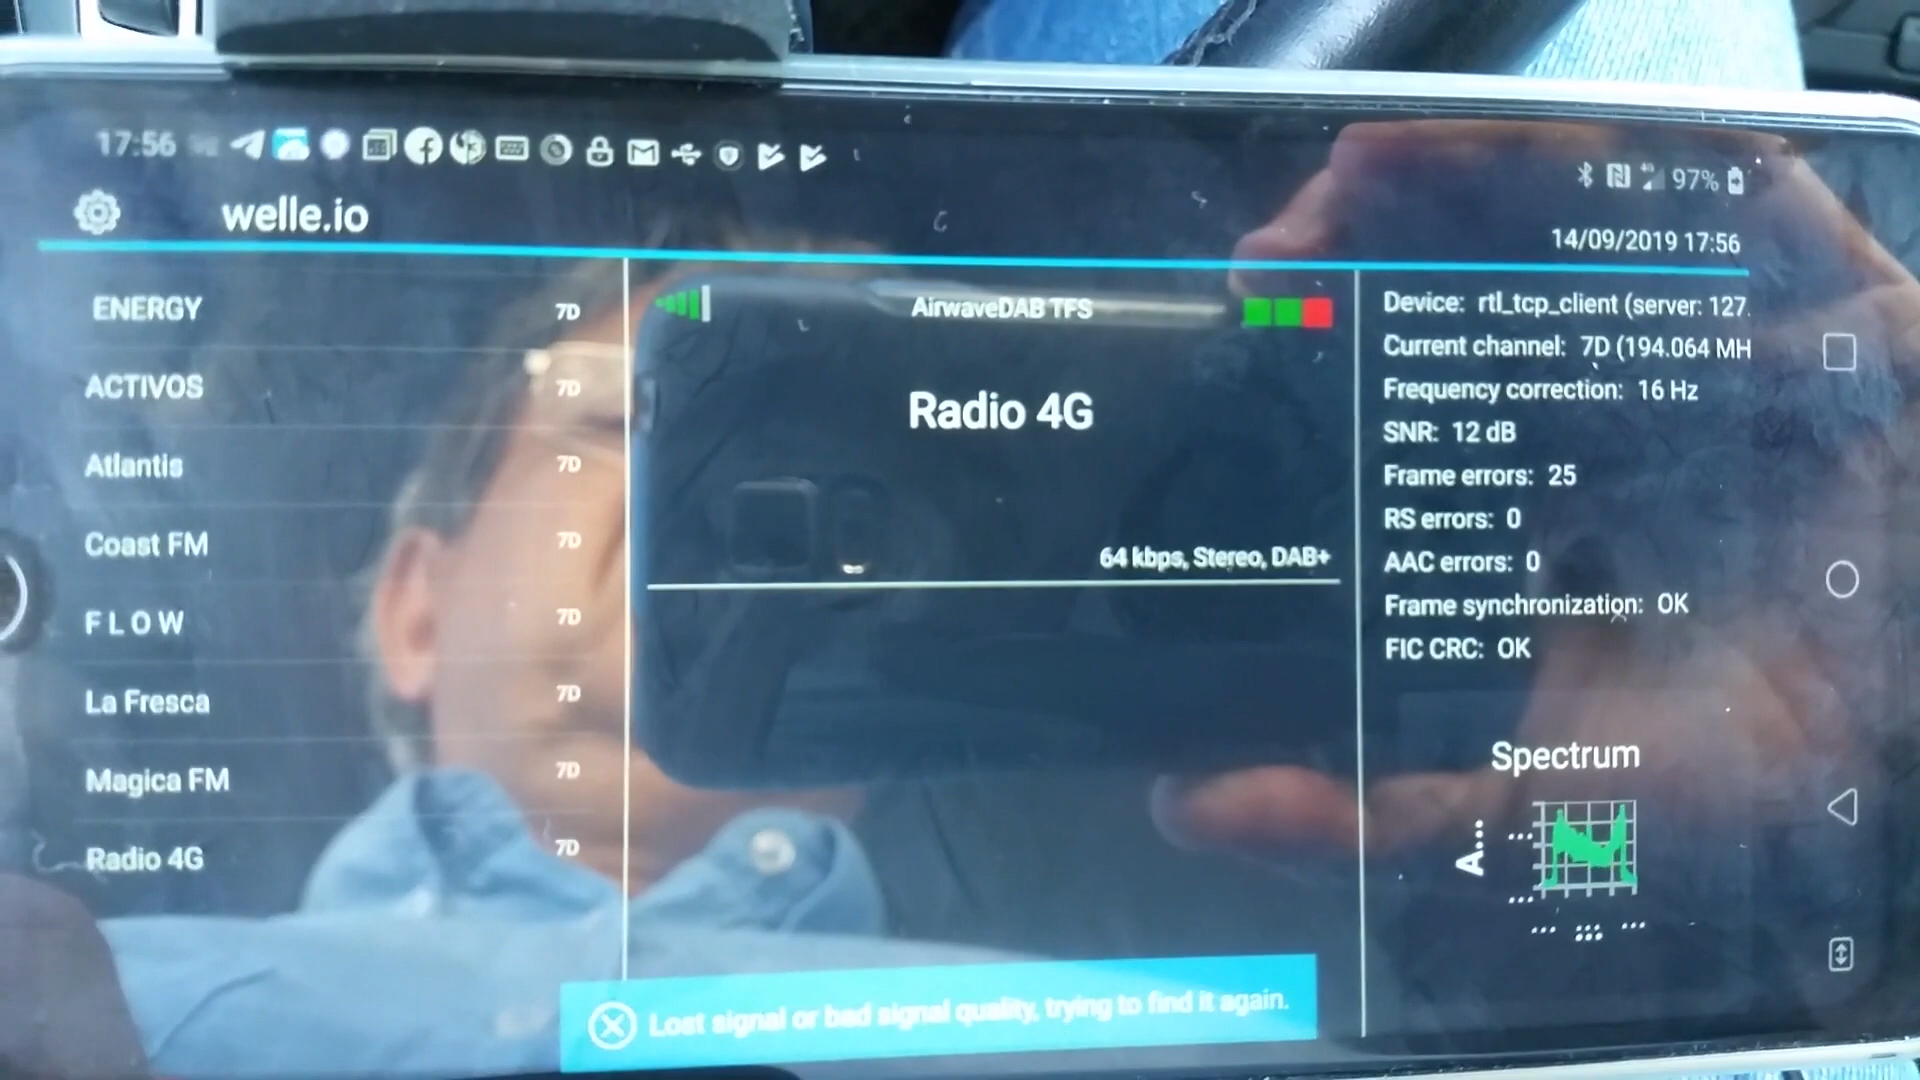 17:56
97%
welle.io
14/09/2019 17:56
ENERGY 7D
ACTIVOS 7D
Atlantis 7D
Coast FM 7D
F L O W 7D
La Fresca 7D
Magica FM 7D
Radio 4G 7D
AirwaveDAB TFS
Radio 4G
64 kbps, Stereo, DAB+
Lost signal or bad signal quality, trying to find it again.
Device: rtl_tcp_client (server: 127.
Current channel: 7D (194.064 MH
Frequency correction: 16 Hz
SNR: 12 dB
Frame errors: 25
RS errors: 0
AAC errors: 0
Frame synchronization: OK
FIC CRC: OK
Spectrum
A...